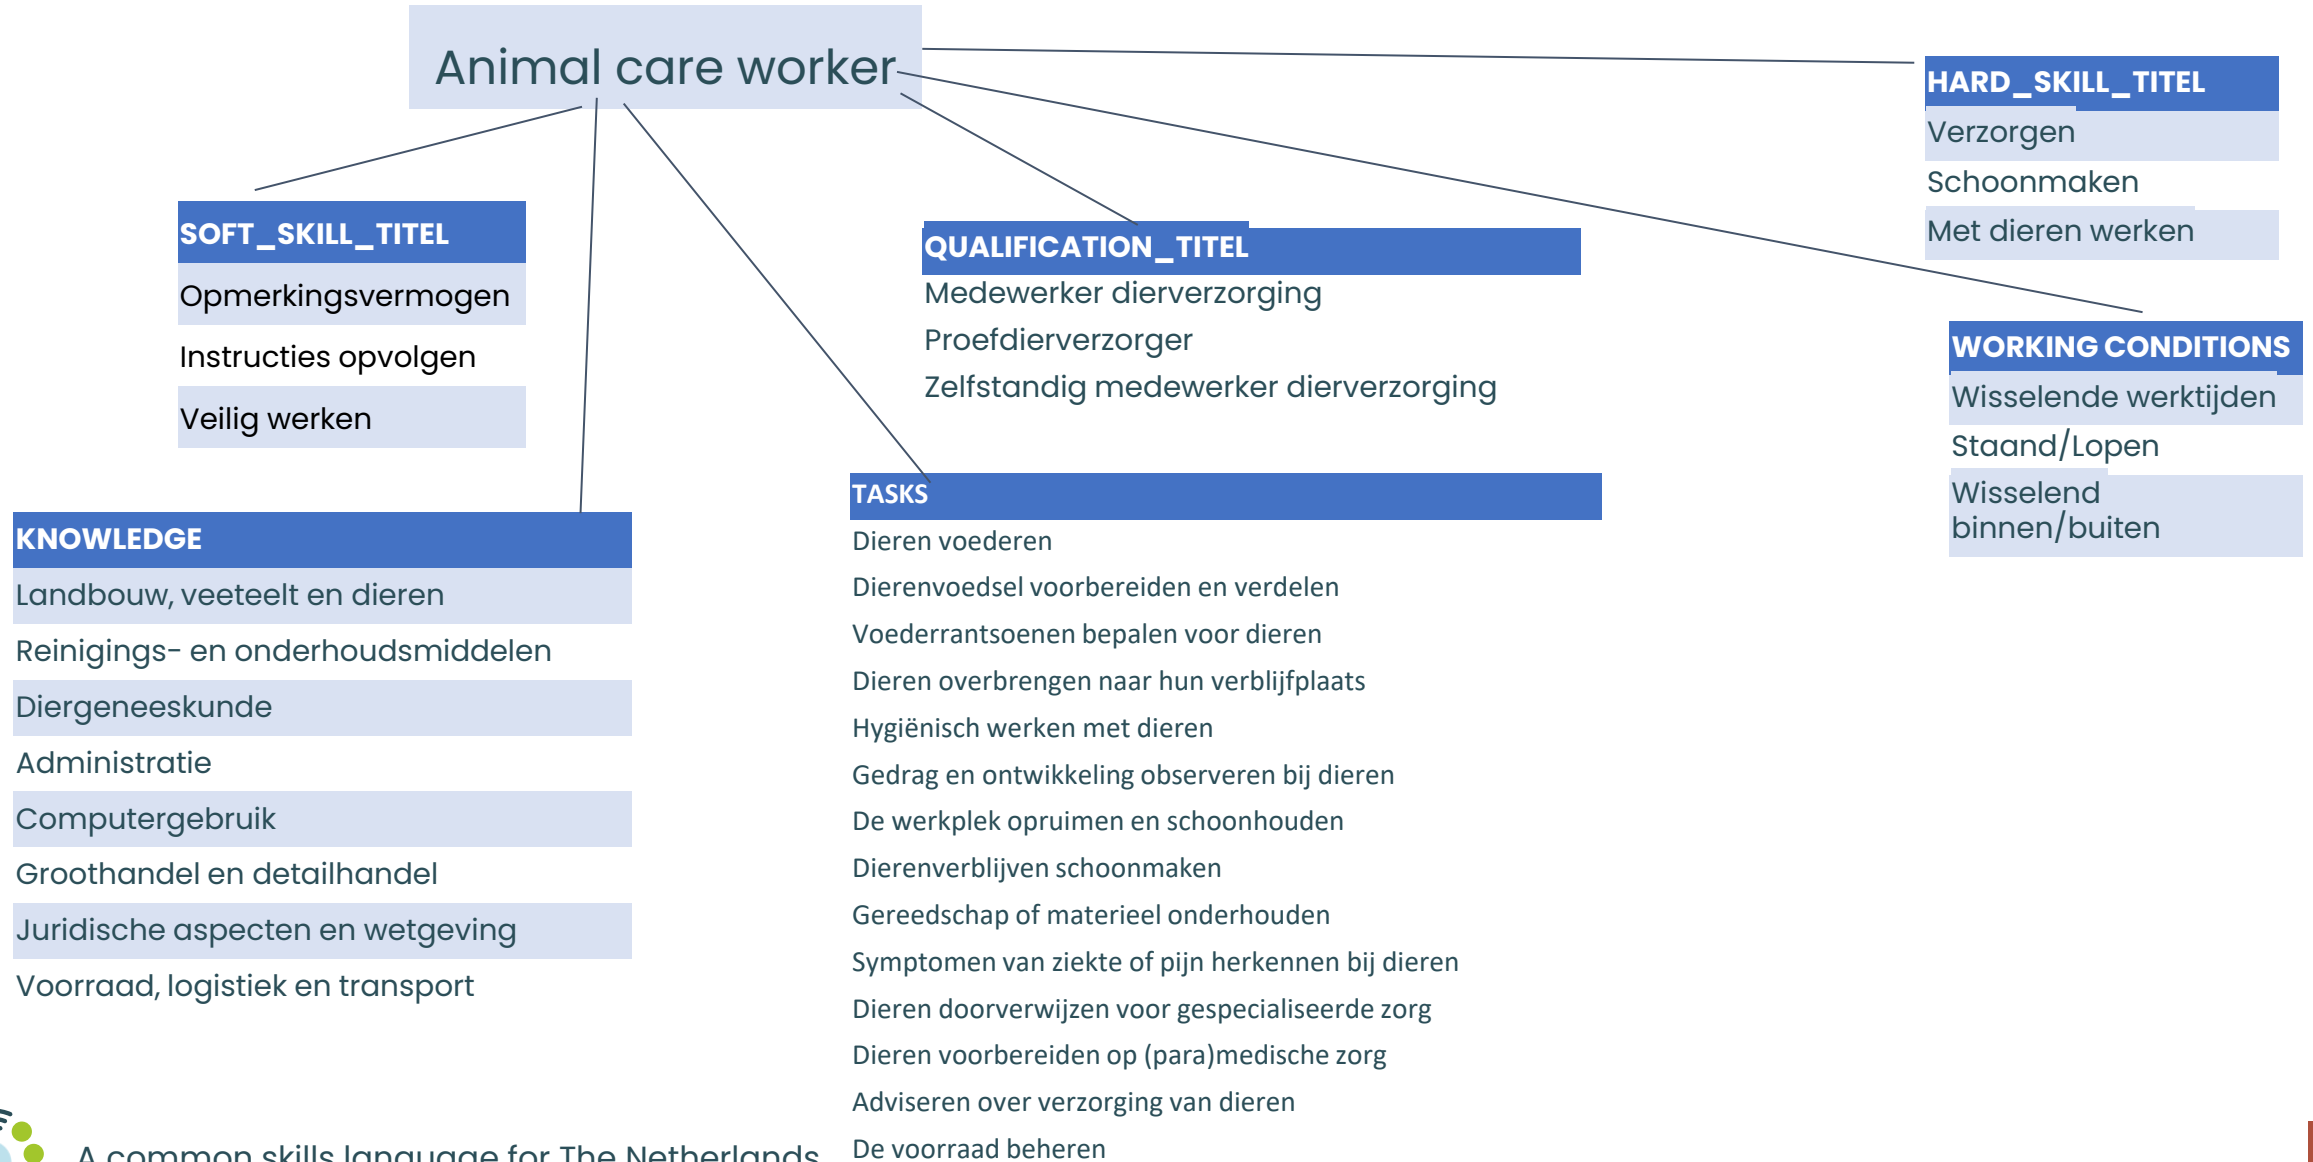 Animal care worker
HARD_SKILL_TITEL
Verzorgen
Schoonmaken
Met dieren werken
SOFT_SKILL_TITEL
Opmerkingsvermogen
Instructies opvolgen
Veilig werken
QUALIFICATION_TITEL
Medewerker dierverzorging
Proefdierverzorger
Zelfstandig medewerker dierverzorging
WORKING CONDITIONS
Wisselende werktijden
Staand/Lopen
Wisselend
binnen/buiten
KNOWLEDGE
Landbouw, veeteelt en dieren
Reinigings- en onderhoudsmiddelen
Diergeneeskunde
Administratie
Computergebruik
Groothandel en detailhandel
Juridische aspecten en wetgeving
Voorraad, logistiek en transport
TASKS
Dieren voederen
Dierenvoedsel voorbereiden en verdelen
Voederrantsoenen bepalen voor dieren
Dieren overbrengen naar hun verblijfplaats
Hygiënisch werken met dieren
Gedrag en ontwikkeling observeren bij dieren
De werkplek opruimen en schoonhouden
Dierenverblijven schoonmaken
Gereedschap of materieel onderhouden
Symptomen van ziekte of pijn herkennen bij dieren
Dieren doorverwijzen voor gespecialiseerde zorg
Dieren voorbereiden op (para)medische zorg
Adviseren over verzorging van dieren
De voorraad beheren
A common skills language for The Netherlands